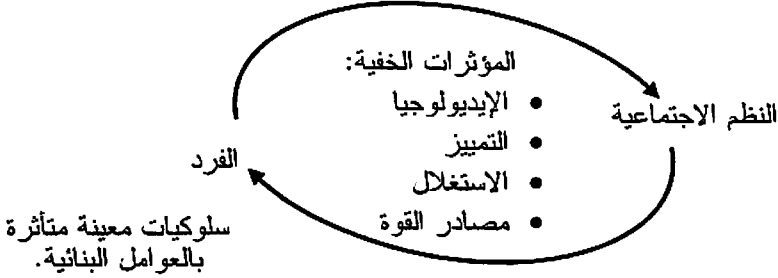 المؤثرات الخفية:
• الإيديولوجيا
النظم الاجتماعية
• التمييز
الفرد
• الاستغلال
• مصادر القوة
سلوكيات معينة متأثرة
بالعوامل البنائية.